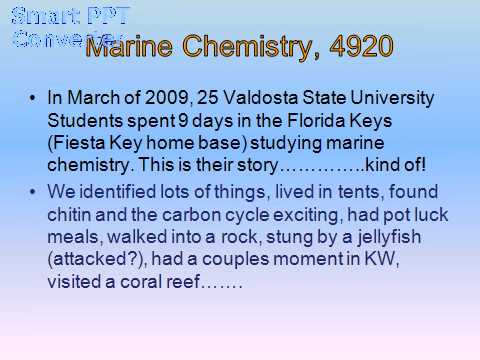 Smart PPT
Converter
Marine Chemistry, 4920
• In March of 2009, 25 Valdosta State University
Students spent 9 days in the Florida Keys
(Fiesta Key home base) studying marine
chemistry. This is their story…………..kind of!
• We identified lots of things, lived in tents, found
chitin and the carbon cycle exciting, had pot luck
meals, walked into a rock, stung by a jellyfish
(attacked?), had a couples moment in KW,
visited a coral reef…….